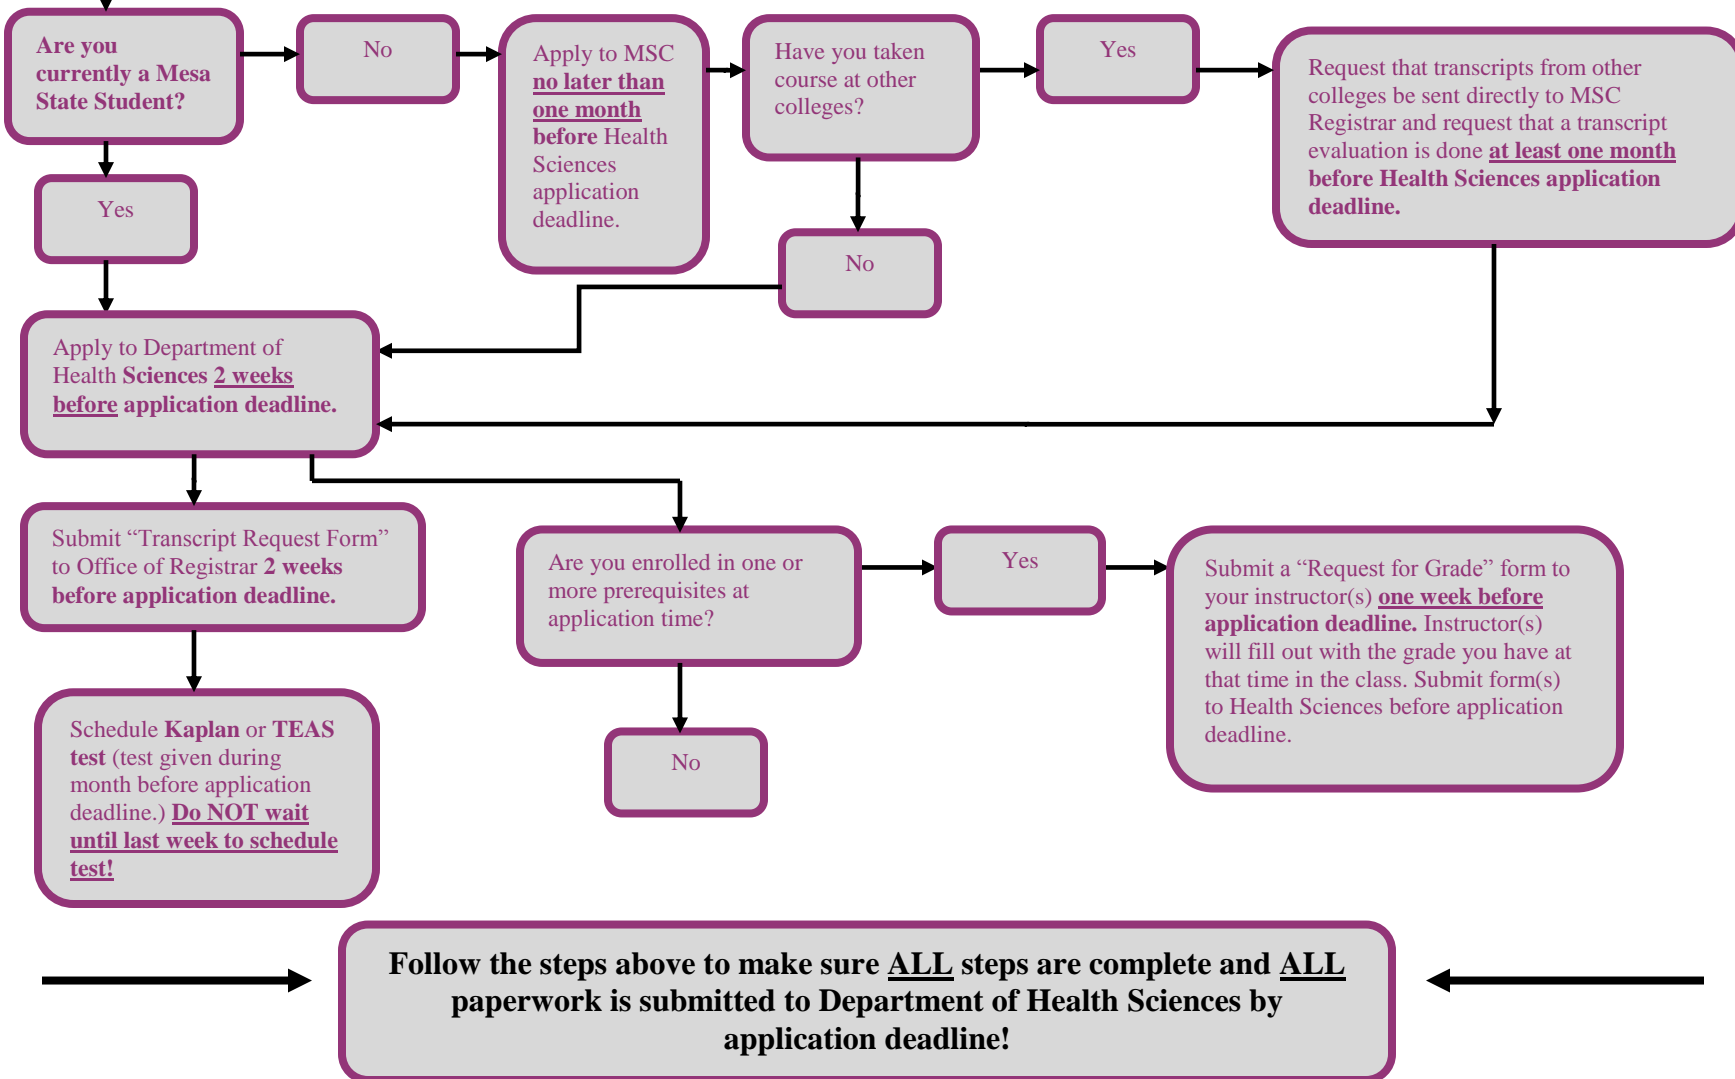 Are you
currently a Mesa
State Student?
No
Apply to MSC
no later than
one month
before Health
Sciences
application
deadline.
Have you taken
course at other
colleges?
Yes
Request that transcripts from other
colleges be sent directly to MSC
Registrar and request that a transcript
evaluation is done at least one month
before Health Sciences application
deadline.
Yes
No
Apply to Department of
Health Sciences 2 weeks
before application deadline.
Submit “Transcript Request Form”
to Office of Registrar 2 weeks
before application deadline.
Are you enrolled in one or
more prerequisites at
application time?
Yes
Submit a “Request for Grade” form to
your instructor(s) one week before
application deadline. Instructor(s)
will fill out with the grade you have at
that time in the class. Submit form(s)
to Health Sciences before application
deadline.
Schedule Kaplan or TEAS
test (test given during
month before application
deadline.) Do NOT wait
until last week to schedule
test!
No
Follow the steps above to make sure ALL steps are complete and ALL
paperwork is submitted to Department of Health Sciences by
application deadline!